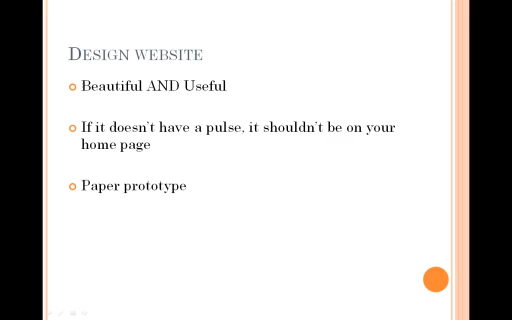 Design website
Beautiful AND Useful
If it doesn't have a pulse, it shouldn't be on your
home page
Paper prototype